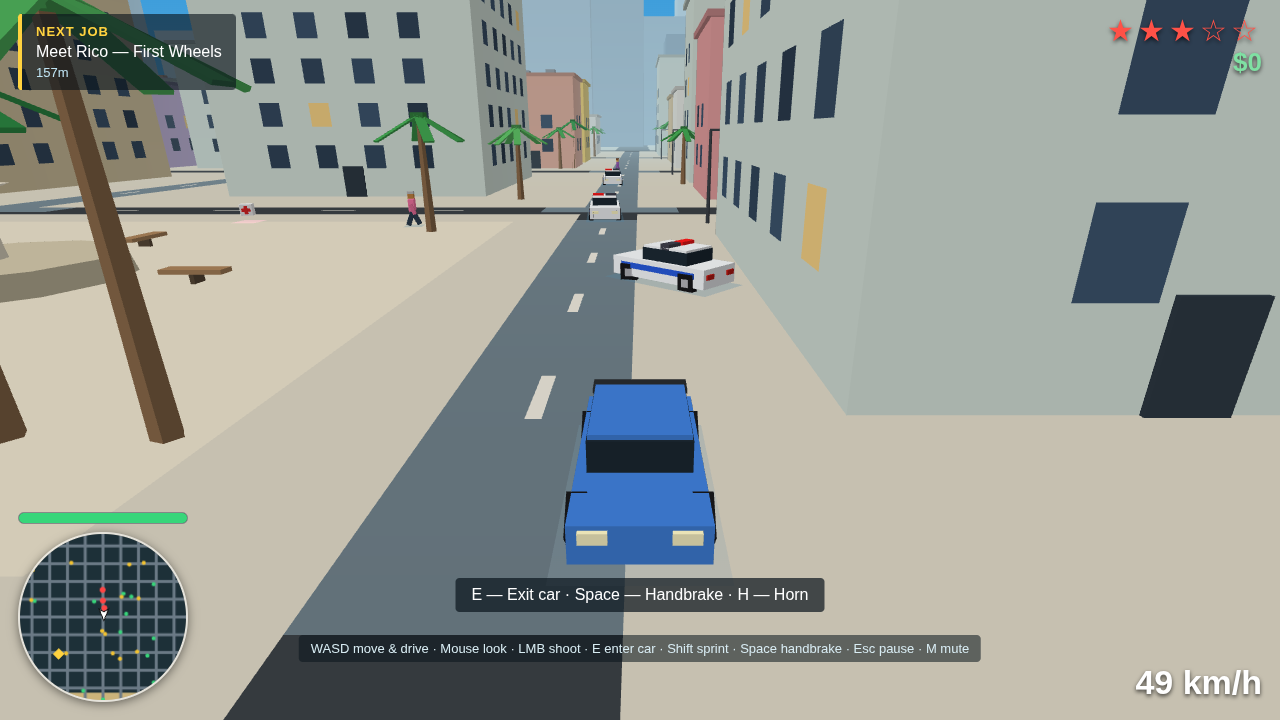 NEXT JOB
Meet Rico — First Wheels
157m
★★★☆☆
$0
E — Exit car · Space — Handbrake · H — Horn
WASD move & drive · Mouse look · LMB shoot · E enter car · Shift sprint · Space handbrake · Esc pause · M mute
49 km/h